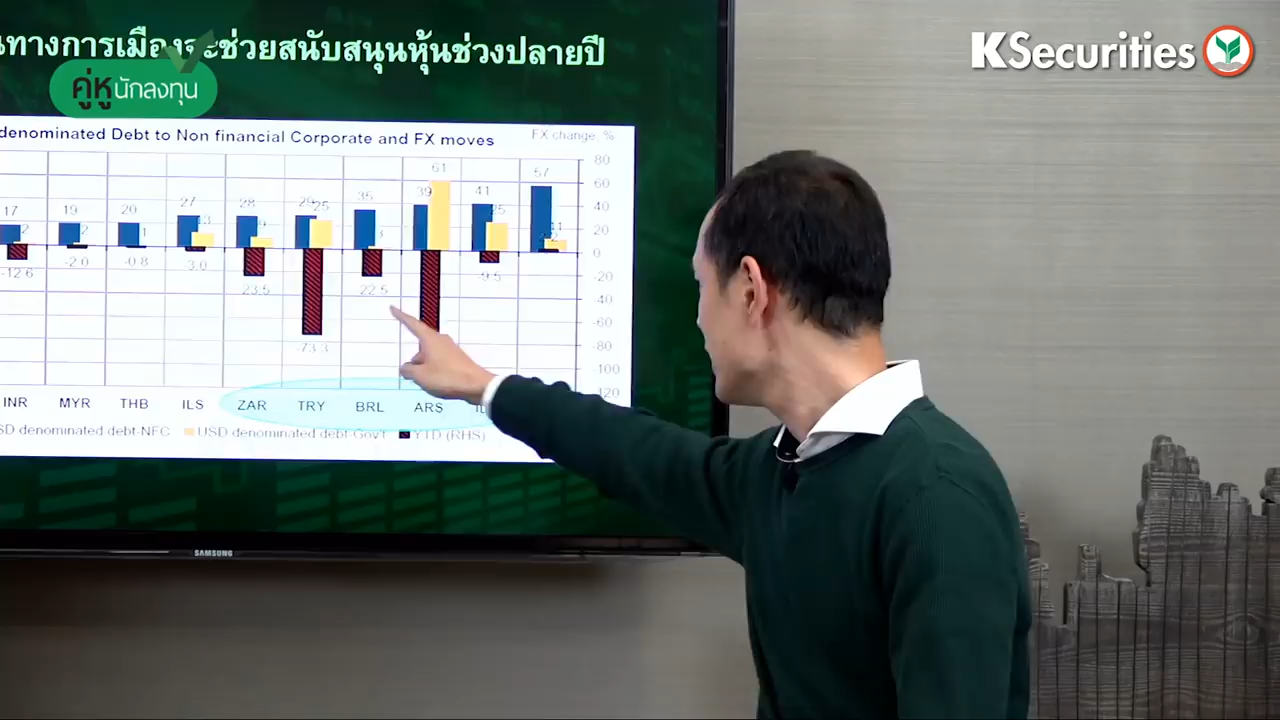 นทางการเมืองจะช่วยสนับสนุนหุ้นช่วงปลายปี
KSecurities
คู่หู นักลงทุน
denominated Debt to Non financial Corporate and FX moves
FX change, %
17 19 20 27 28 29 25 35 39 61 41 57
80
60
40
20
0
-20
-40
-60
-80
-12.6 -2.0 -0.8 3.0 23.5 -73.3 22.5 -9.5
INR MYR THB ILS ZAR TRY BRL ARS
SD denominated debt-NFC USD denominated debt-Govt YTD (RHS)
SAMSUNG